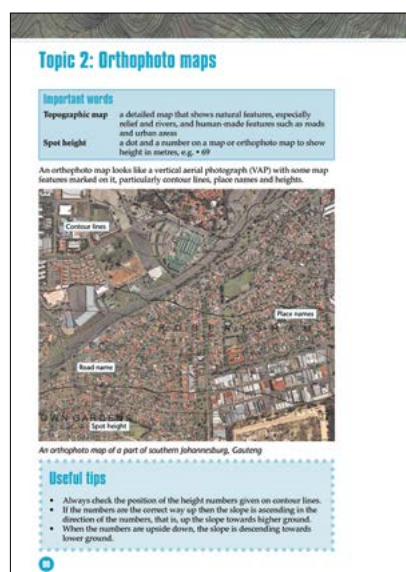 Topic 2: Orthophoto maps
Important words
Topographic map a detailed map that shows natural features, especially
relief and rivers, and human-made features such as roads
and urban areas
Spot height a dot and a number on a map or orthophoto map to show
height in metres, e.g. • 69
An orthophoto map looks like a vertical aerial photograph (VAP) with some map
features marked on it, particularly contour lines, place names and heights.
Contour lines
Place names
ROBERTSHAM
Road name
Spot height
An orthophoto map of a part of southern Johannesburg, Gauteng
Useful tips
• Always check the position of the height numbers given on contour lines.
• If the numbers are the correct way up then the slope is ascending in the
direction of the numbers, that is, up the slope towards higher ground.
• When the numbers are upside down, the slope is descending towards
lower ground.